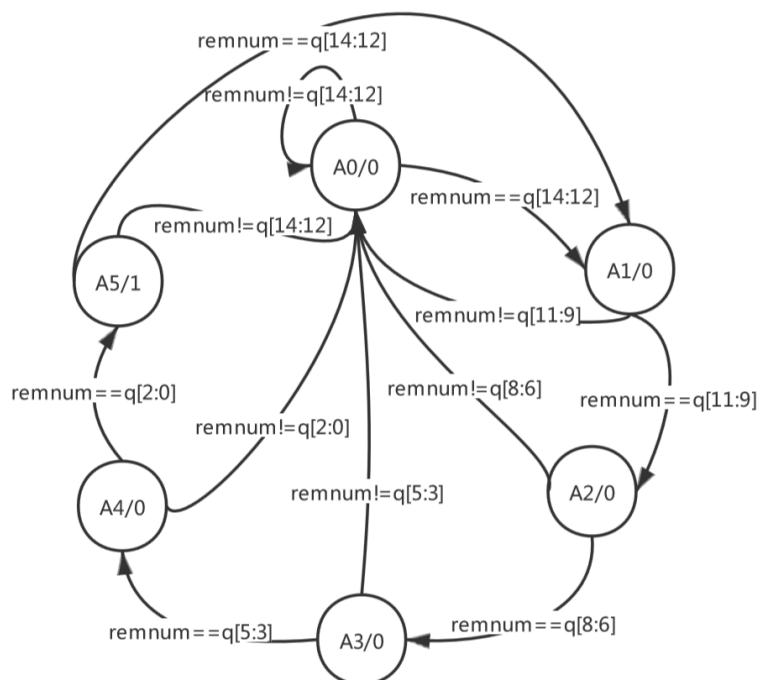 remnum==q[14:12]
remnum!=q[14:12]
A0/0
remnum==q[14:12]
remnum!=q[14:12]
A1/0
A5/1
remnum!=q[11:9]
remnum!=q[8:6]
remnum==q[2:0]
remnum==q[11:9]
remnum!=q[2:0]
remnum!=q[5:3]
A2/0
A4/0
remnum==q[8:6]
remnum==q[5:3]
A3/0